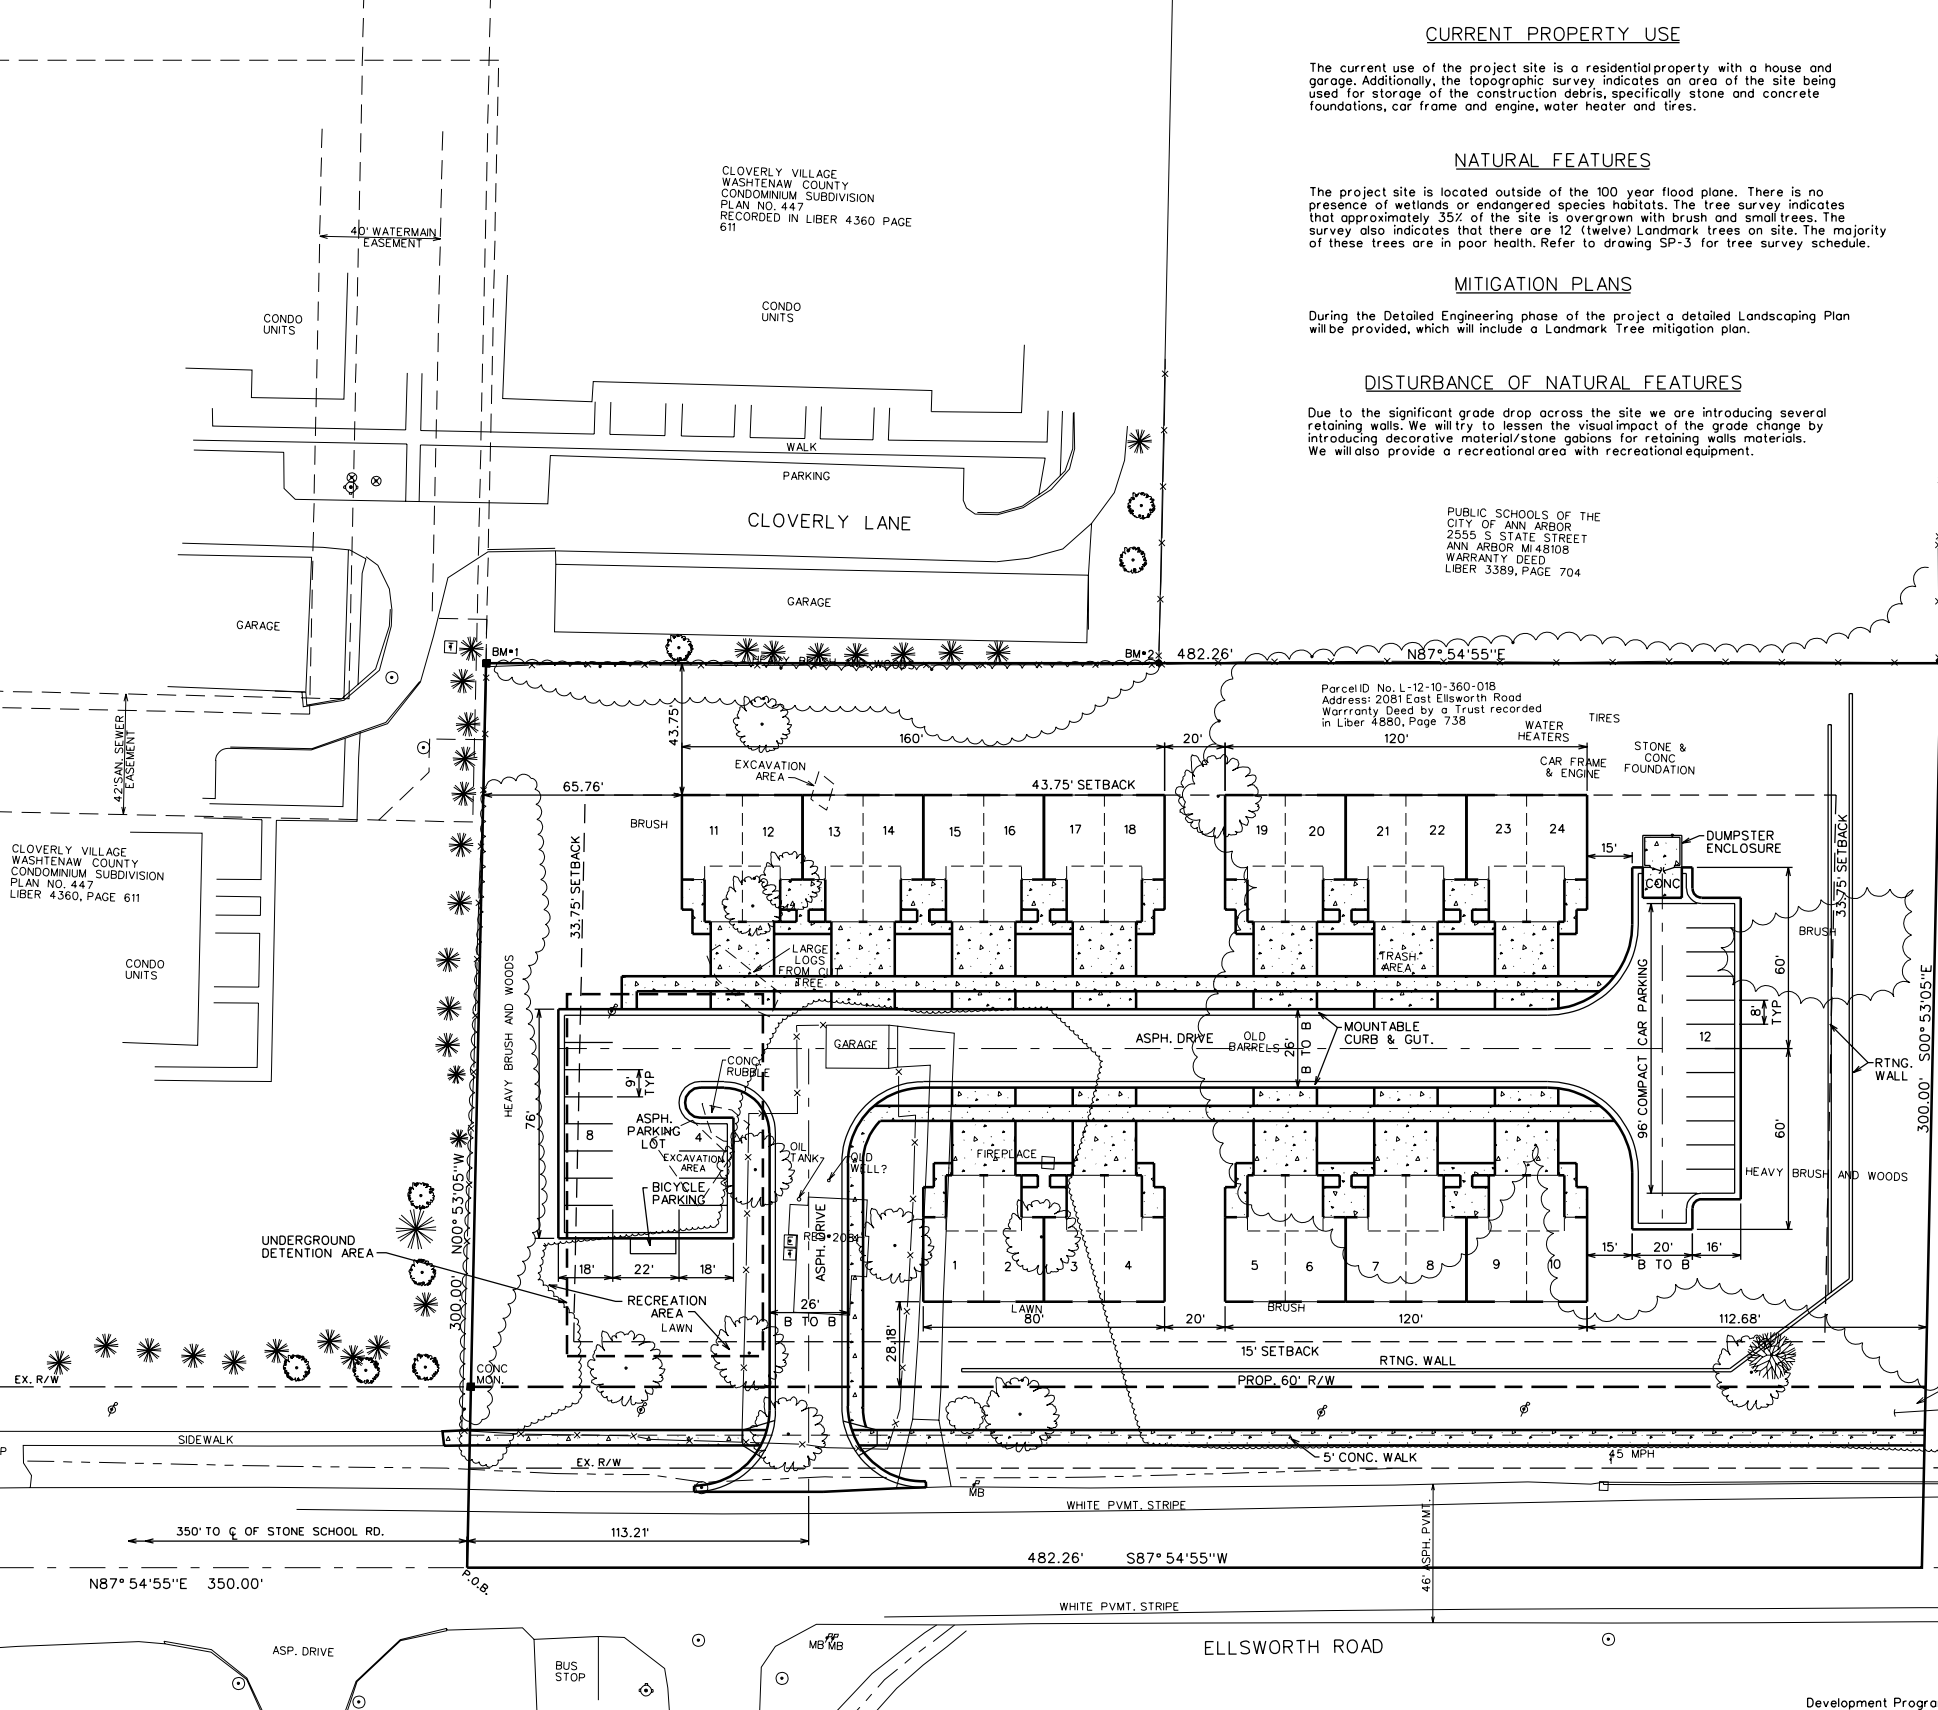 CURRENT PROPERTY USE
The current use of the project site is a residential property with a house and
garage. Additionally, the topographic survey indicates an area of the site being
used for storage of the construction debris, specifically stone and concrete
foundations, car frame and engine, water heater and tires.
NATURAL FEATURES
The project site is located outside of the 100 year flood plane. There is no
presence of wetlands or endangered species habitats. The tree survey indicates
that approximately 35% of the site is overgrown with brush and small trees. The
survey also indicates that there are 12 (twelve) Landmark trees on site. The majority
of these trees are in poor health. Refer to drawing SP-3 for tree survey schedule.
MITIGATION PLANS
During the Detailed Engineering phase of the project a detailed Landscaping Plan
will be provided, which will include a Landmark Tree mitigation plan.
DISTURBANCE OF NATURAL FEATURES
Due to the significant grade drop across the site we are introducing several
retaining walls. We will try to lessen the visual impact of the grade change by
introducing decorative material/stone gabions for retaining walls materials.
We will also provide a recreational area with recreational equipment.
CLOVERLY VILLAGE
WASHTENAW COUNTY
CONDOMINIUM SUBDIVISION
PLAN NO. 447
RECORDED IN LIBER 4360 PAGE
611
40' WATERMAIN
EASEMENT
CONDO
UNITS
CONDO
UNITS
WALK
PARKING
CLOVERLY LANE
PUBLIC SCHOOLS OF THE
CITY OF ANN ARBOR
2555 S STATE STREET
ANN ARBOR MI 48108
WARRANTY DEED
LIBER 3389, PAGE 704
GARAGE
GARAGE
BM#1
HEAVY BRUSH AND WOODS
BM#2
482.26'
N87°54'55"E
Parcel ID No. L-12-10-360-018
Address: 2081 East Ellsworth Road
Warrranty Deed by a Trust recorded
in Liber 4880, Page 738
WATER
HEATERS
TIRES
STONE &
CONC
FOUNDATION
CAR FRAME
& ENGINE
42' SAN. SEWER
EASEMENT
43.75'
160'
20'
120'
EXCAVATION
AREA
65.76'
43.75' SETBACK
BRUSH
11
12
13
14
15
16
17
18
19
20
21
22
23
24
15'
DUMPSTER
ENCLOSURE
CONC
33.75' SETBACK
33.75' SETBACK
CLOVERLY VILLAGE
WASHTENAW COUNTY
CONDOMINIUM SUBDIVISION
PLAN NO. 447
LIBER 4360, PAGE 611
CONDO
UNITS
HEAVY BRUSH AND WOODS
LARGE
LOGS
FROM CUT
TREE
TRASH
AREA
BRUSH
60'
96' COMPACT CAR PARKING
8'
TYP
12
GARAGE
ASPH. DRIVE
OLD
BARRELS
26'
B TO B
MOUNTABLE
CURB & GUT.
RTNG.
WALL
CONC
RUBBLE
9'
TYP
76'
8
ASPH.
PARKING
LOT
4
EXCAVATION
AREA
BICYCLE
PARKING
OIL
TANK?
OLD
WELL?
FIREPLACE
60'
HEAVY BRUSH AND WOODS
300.00'
S00°53'05"E
N00°53'05"W
300.00'
UNDERGROUND
DETENTION AREA
ASPH. DRIVE
1
2
3
4
5
6
7
8
9
10
15'
20'
16'
B TO B
18'
22'
18'
RECREATION
AREA
LAWN
26'
B TO B
LAWN
BRUSH
80'
20'
120'
112.68'
28.18'
15' SETBACK
RTNG. WALL
CONC
MON.
EX. R/W
PROP. 60' R/W
SIDEWALK
EX. R/W
5' CONC. WALK
45 MPH
MB
WHITE PVMT. STRIPE
46' ASPH. PVMT.
350' TO ℄ OF STONE SCHOOL RD.
113.21'
482.26'
S87°54'55"W
P.O.B.
N87°54'55"E
350.00'
WHITE PVMT. STRIPE
ELLSWORTH ROAD
ASP. DRIVE
BUS
STOP
MB
MB
Development Progra